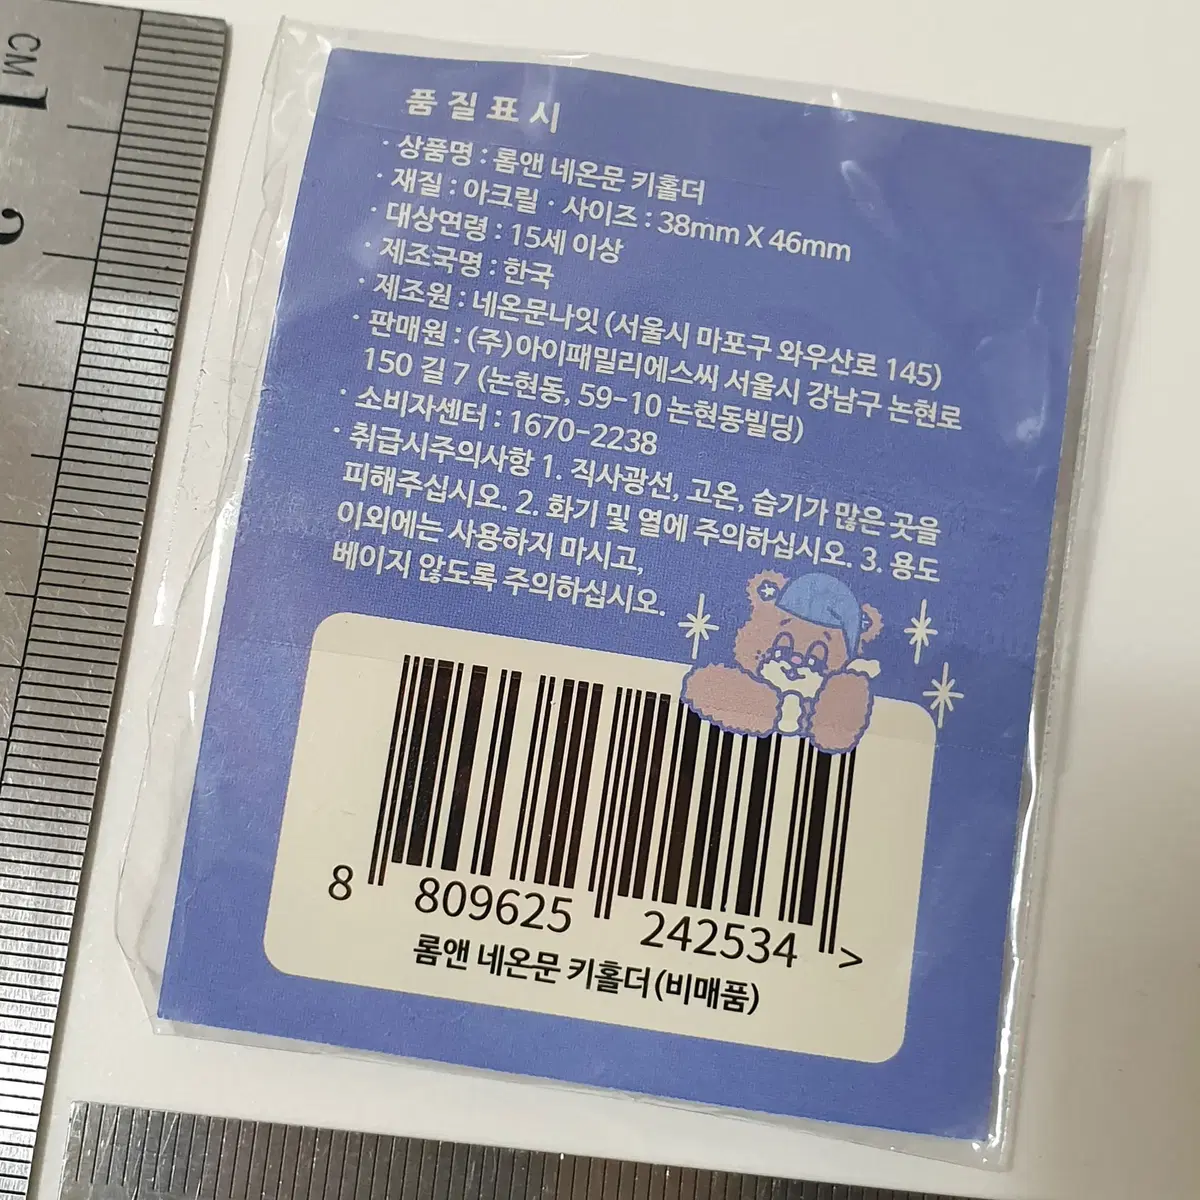 CM
1
2
품 질 표 시
· 상품명 : 롬앤 네온문 키홀더
· 재질 : 아크릴 · 사이즈 : 38mm X 46mm
· 대상연령 : 15세 이상
· 제조국명 : 한국
· 제조원 : 네온문나잇 (서울시 마포구 와우산로 145)
· 판매원 : (주)아이패밀리에스씨 서울시 강남구 논현로
150 길 7 (논현동, 59-10 논현동빌딩)
· 소비자센터 : 1670-2238
· 취급시주의사항 1. 직사광선, 고온, 습기가 많은 곳을
피해주십시오. 2. 화기 및 열에 주의하십시오. 3. 용도
이외에는 사용하지 마시고,
베이지 않도록 주의하십시오.
8 809625 242534 >
롬앤 네온문 키홀더(비매품)